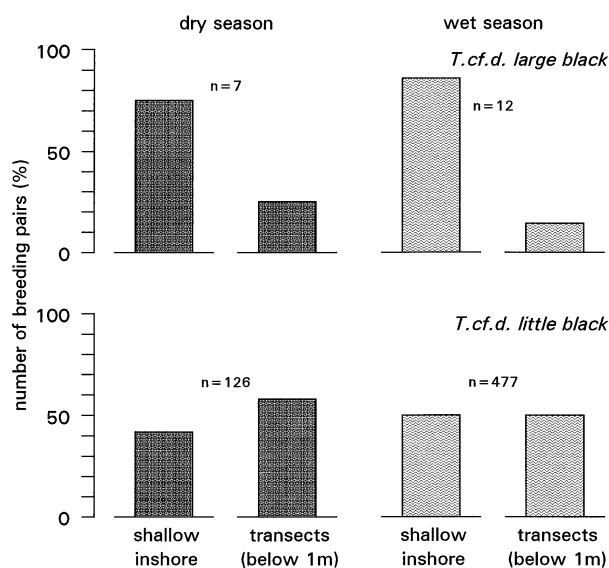 dry season
wet season
T.cf.d. large black
100
50
0
n=7
n=12
number of breeding pairs (%)
T.cf.d. little black
100
50
0
n=126
n=477
shallow
inshore
transects
(below 1m)
shallow
inshore
transects
(below 1m)